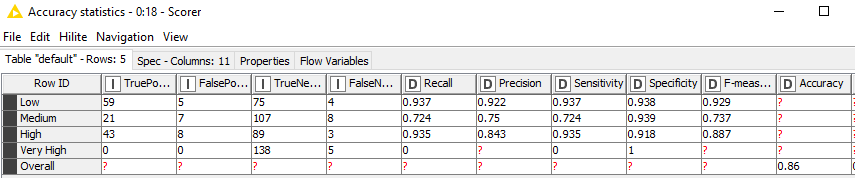 Accuracy statistics - 0:18 - Scorer
File Edit Hilite Navigation View
Table "default" - Rows: 5 Spec - Columns: 11 Properties Flow Variables
Row ID I TruePo... I FalsePo... I TrueNe... I FalseN... D Recall D Precision D Sensitivity D Specificity D F-meas... D Accuracy
Low 59 5 75 4 0.937 0.922 0.937 0.938 0.929 ? ?
Medium 21 7 107 8 0.724 0.75 0.724 0.939 0.737 ? ?
High 43 8 89 3 0.935 0.843 0.935 0.918 0.887 ? ?
Very High 0 0 138 5 0 ? 0 1 ? ? ?
Overall ? ? ? ? ? ? ? ? ? 0.86